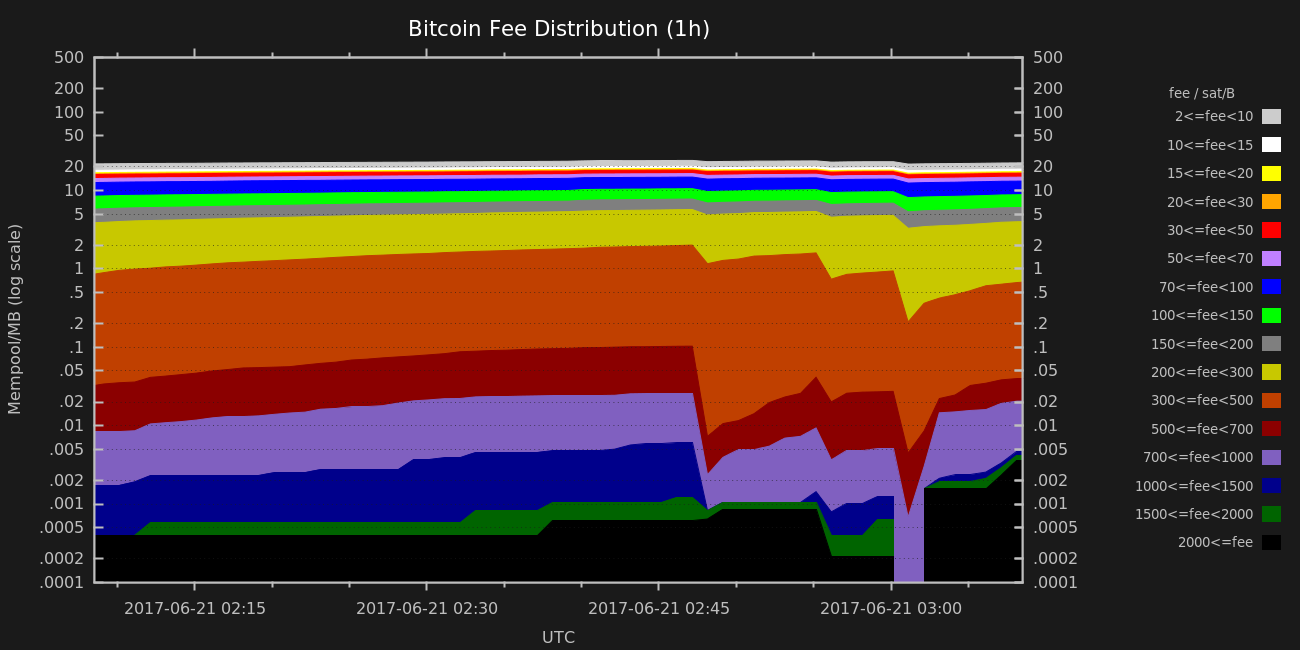 Bitcoin Fee Distribution (1h)
500 500
200 200
100 100
50 50
20 20
10 10
5 5
2 2
1 1
.5 .5
.2 .2
.1 .1
.05 .05
.02 .02
.01 .01
.005 .005
.002 .002
.001 .001
.0005 .0005
.0002 .0002
.0001 .0001
Mempool/MB (log scale)
2017-06-21 02:15 2017-06-21 02:30 2017-06-21 02:45 2017-06-21 03:00
UTC
fee / sat/B
2<=fee<10
10<=fee<15
15<=fee<20
20<=fee<30
30<=fee<50
50<=fee<70
70<=fee<100
100<=fee<150
150<=fee<200
200<=fee<300
300<=fee<500
500<=fee<700
700<=fee<1000
1000<=fee<1500
1500<=fee<2000
2000<=fee